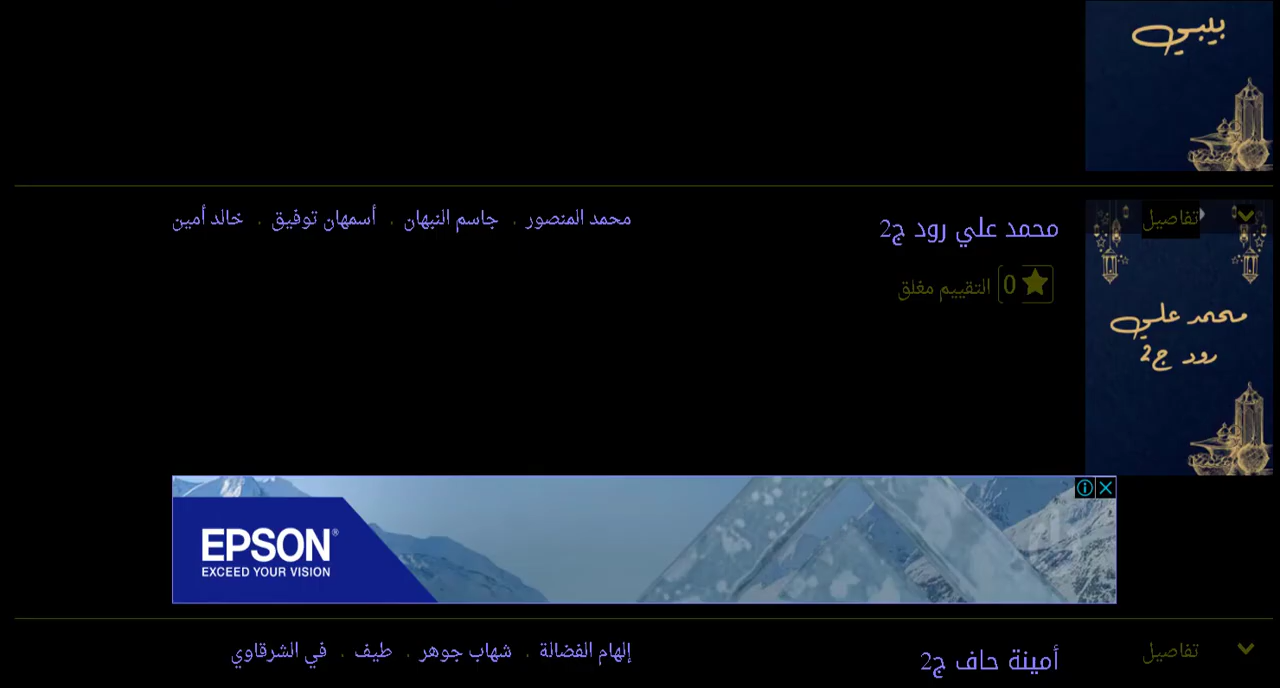 بيبي
تفاصيل
محمد علي رود ج2
محمد المنصور . جاسم النبهان . أسمهان توفيق . خالد أمين
0 التقييم مغلق
محمد علي
رود ج2
EPSON®
EXCEED YOUR VISION
تفاصيل
أمينة حاف ج2
إلهام الفضالة . شهاب جوهر . طيف . في الشرقاوي